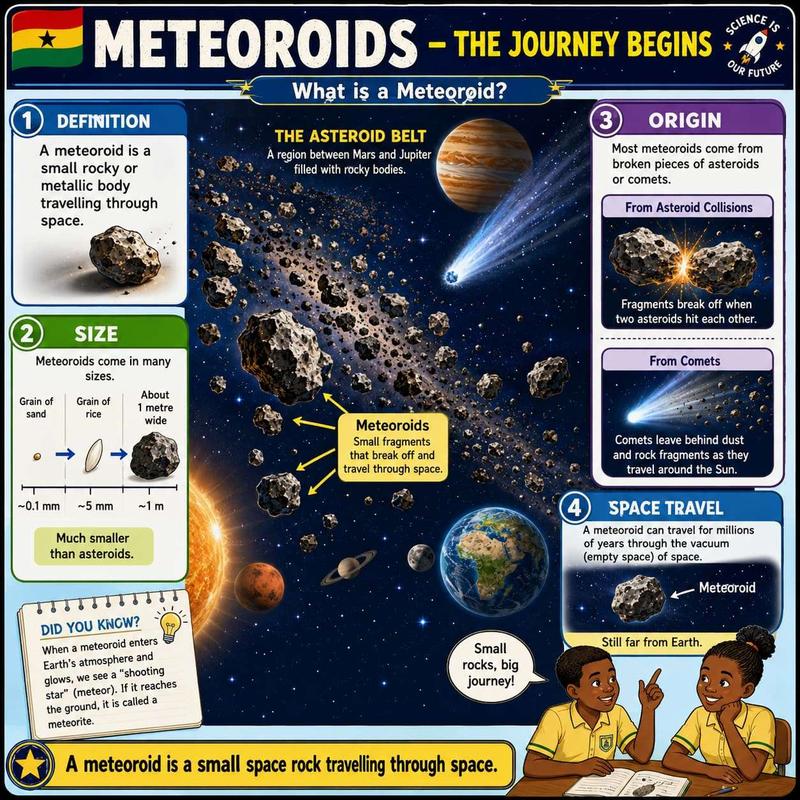 METEOROIDS – THE JOURNEY BEGINS
SCIENCE IS
OUR FUTURE
What is a Meteoroid?
1 DEFINITION
A meteoroid is a
small rocky or
metallic body
travelling through
space.
2 SIZE
Meteoroids come in many
sizes.
Grain of
sand
Grain of
rice
About
1 metre
wide
~0.1 mm ~5 mm ~1 m
Much smaller
than asteroids.
DID YOU KNOW?
When a meteoroid enters
Earth's atmosphere and
glows, we see a "shooting
star" (meteor). If it reaches
the ground, it is called a
meteorite.
THE ASTEROID BELT
A region between Mars and Jupiter
filled with rocky bodies.
Meteoroids
Small fragments
that break off and
travel through space.
3 ORIGIN
Most meteoroids come from
broken pieces of asteroids
or comets.
From Asteroid Collisions
Fragments break off when
two asteroids hit each other.
From Comets
Comets leave behind dust
and rock fragments as they
travel around the Sun.
4 SPACE TRAVEL
A meteoroid can travel for millions
of years through the vacuum
(empty space) of space.
Meteoroid
Still far from Earth.
Small
rocks, big
journey!
A meteoroid is a small space rock travelling through space.